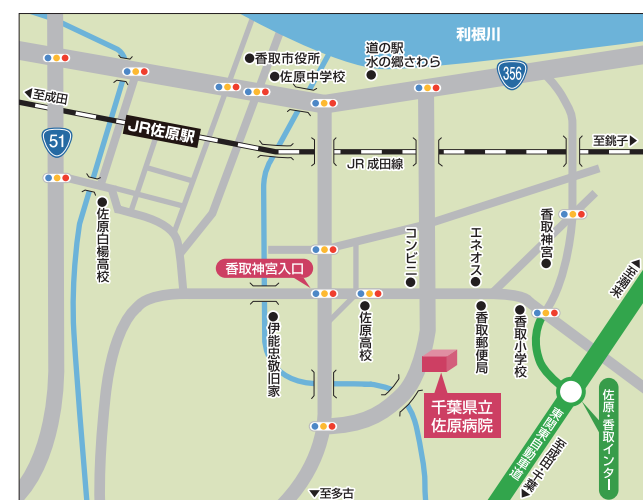 利根川
道の駅
水の郷さわら
香取市役所
佐原中学校
356
至成田
JR佐原駅
51
至銚子
JR 成田線
佐原白楊高校
コンビニ
エネオス
香取神宮
香取神宮入口
至潮来
伊能忠敬旧家
佐原高校
香取郵便局
香取小学校
千葉県立
佐原病院
佐原・香取インター
東関東自動車道
至成田・千葉
至多古